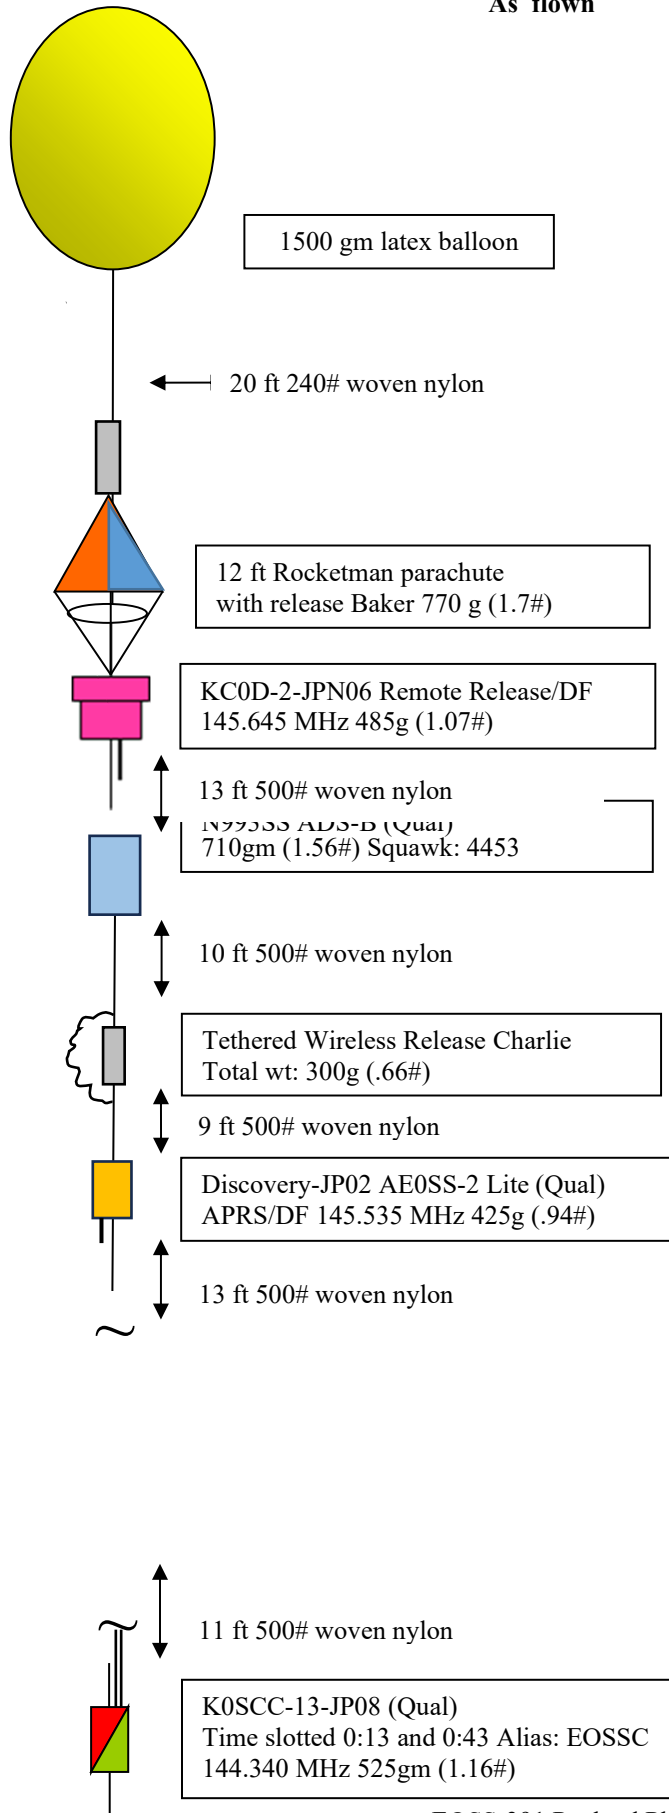 As flown
1500 gm latex balloon
20 ft 240# woven nylon
12 ft Rocketman parachute
with release Baker 770 g (1.7#)
KC0D-2-JPN06 Remote Release/DF
145.645 MHz 485g (1.07#)
13 ft 500# woven nylon
N993SS ADS-B (Qual)
710gm (1.56#) Squawk: 4453
10 ft 500# woven nylon
Tethered Wireless Release Charlie
Total wt: 300g (.66#)
9 ft 500# woven nylon
Discovery-JP02 AE0SS-2 Lite (Qual)
APRS/DF 145.535 MHz 425g (.94#)
13 ft 500# woven nylon
11 ft 500# woven nylon
K0SCC-13-JP08 (Qual)
Time slotted 0:13 and 0:43 Alias: EOSSC
144.340 MHz 525gm (1.16#)